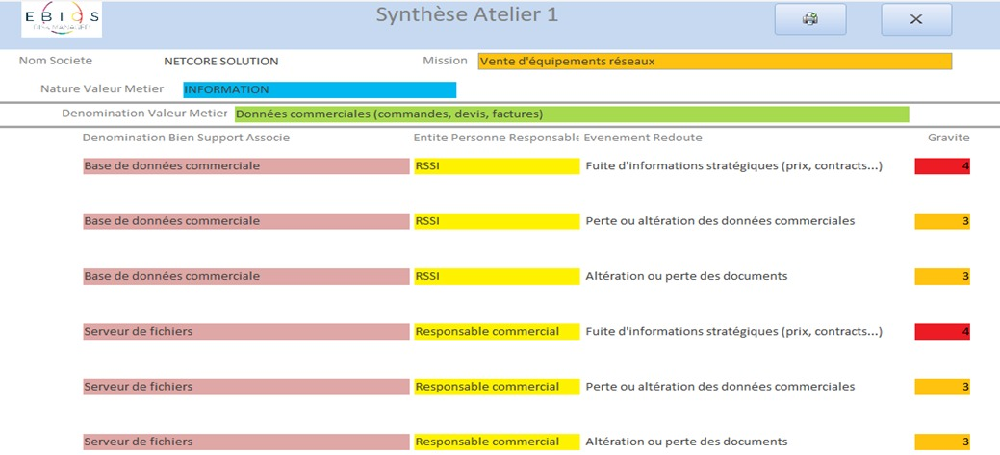 EBIOS
RISK MANAGER
Synthèse Atelier 1
Nom Societe NETCORE SOLUTION Mission Vente d'équipements réseaux
Nature Valeur Metier INFORMATION
Denomination Valeur Metier Données commerciales (commandes, devis, factures)
Denomination Bien Support Associe Entite Personne Responsable Evenement Redoute Gravite
Base de données commerciale RSSI Fuite d'informations stratégiques (prix, contracts...) 4
Base de données commerciale RSSI Perte ou altération des données commerciales 3
Base de données commerciale RSSI Altération ou perte des documents 3
Serveur de fichiers Responsable commercial Fuite d'informations stratégiques (prix, contracts...) 4
Serveur de fichiers Responsable commercial Perte ou altération des données commerciales 3
Serveur de fichiers Responsable commercial Altération ou perte des documents 3